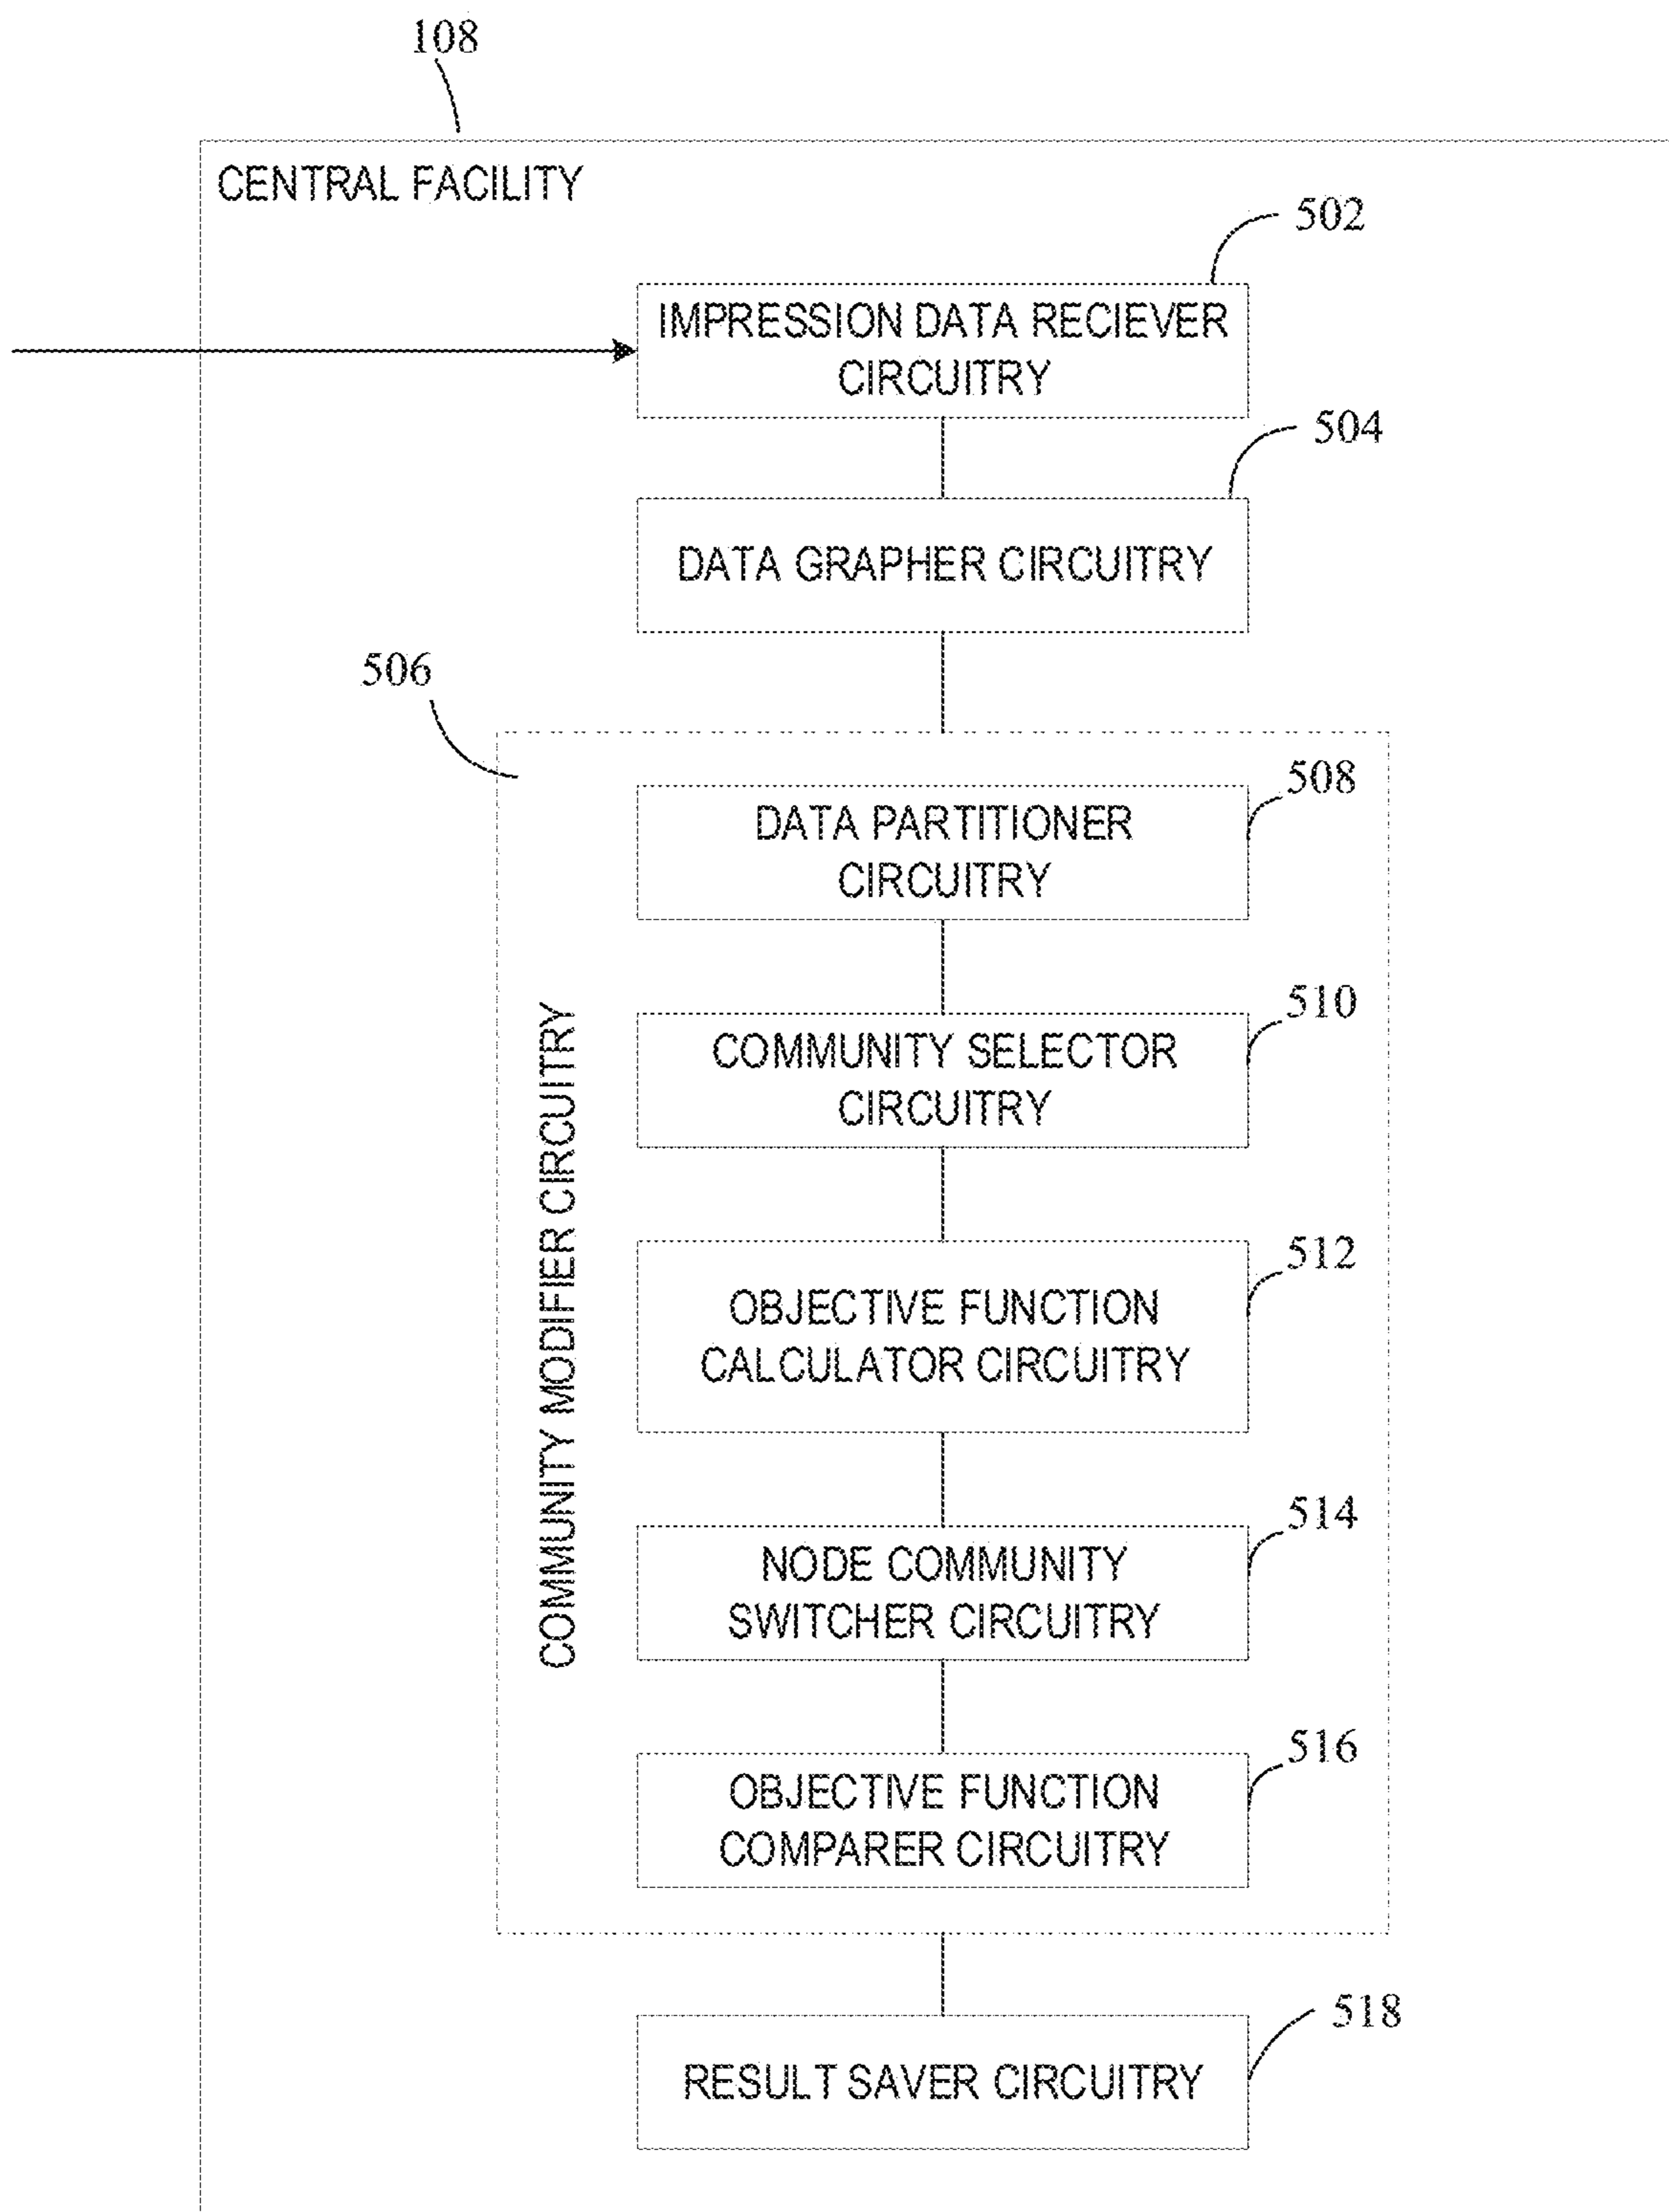 108
CENTRAL FACILITY
502
IMPRESSION DATA RECIEVER
CIRCUITRY
504
DATA GRAPHER CIRCUITRY
506
508
DATA PARTITIONER
CIRCUITRY
510
COMMUNITY SELECTOR
CIRCUITRY
COMMUNITY MODIFIER CIRCUITRY
512
OBJECTIVE FUNCTION
CALCULATOR CIRCUITRY
514
NODE COMMUNITY
SWITCHER CIRCUITRY
516
OBJECTIVE FUNCTION
COMPARER CIRCUITRY
518
RESULT SAVER CIRCUITRY